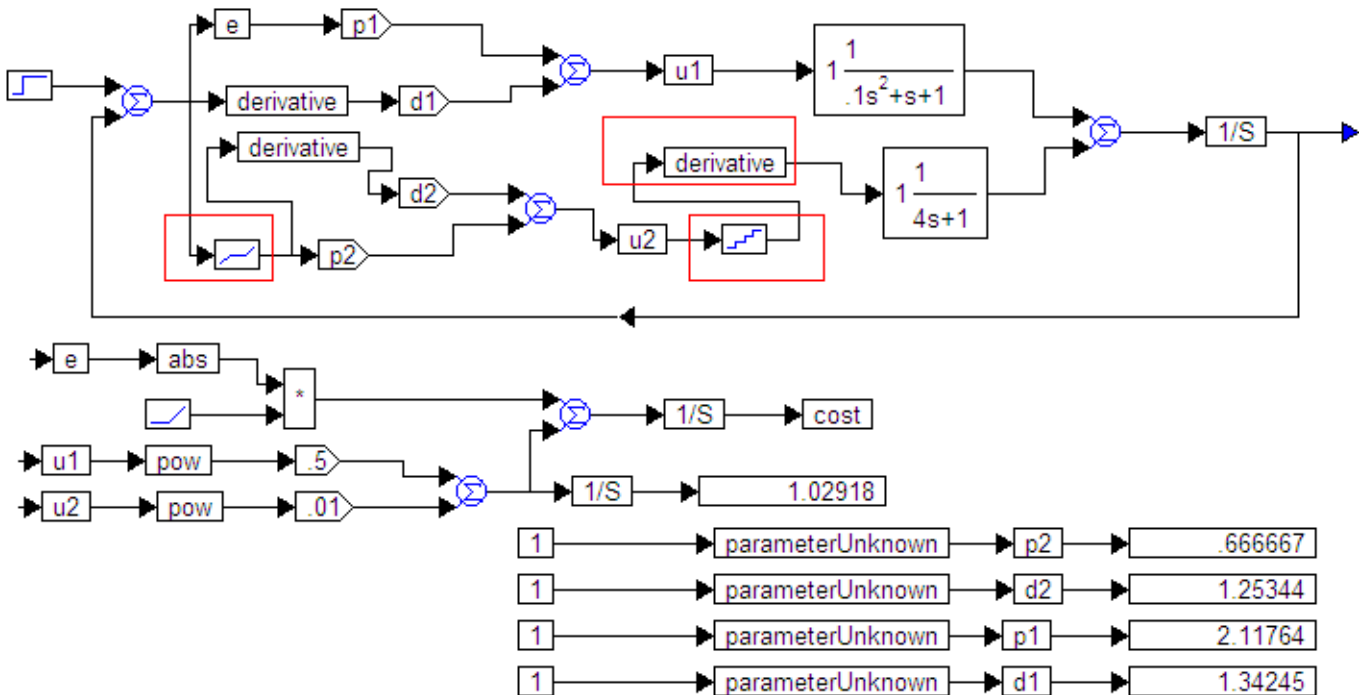 e
p1
Σ
u1
1 1
.1s²+s+1
Σ
derivative
d1
Σ
1/S
derivative
derivative
d2
Σ
1 1
4s+1
p2
u2
e
abs
*
Σ
1/S
cost
u1
pow
.5
Σ
1/S
1.02918
u2
pow
.01
1
parameterUnknown
p2
.666667
1
parameterUnknown
d2
1.25344
1
parameterUnknown
p1
2.11764
1
parameterUnknown
d1
1.34245